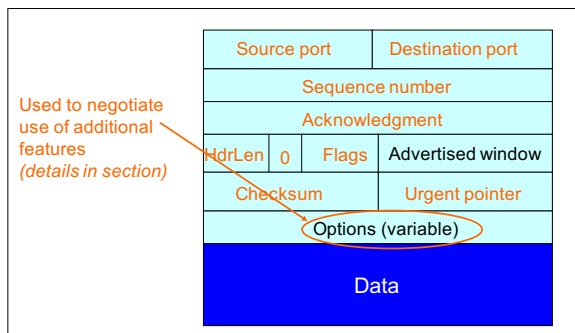 Source port Destination port
Sequence number
Used to negotiate
use of additional
features
(details in section)
Acknowledgment
HdrLen 0 Flags Advertised window
Checksum Urgent pointer
Options (variable)
Data